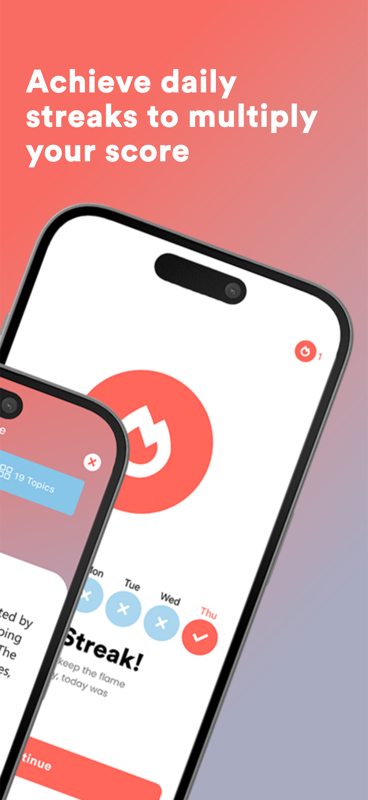 Achieve daily
streaks to multiply
your score
1
19 Topics
Mon
Tue
Wed
Thu
Streak!
keep the flame
today was
ted by
ping
The
es,
tinue